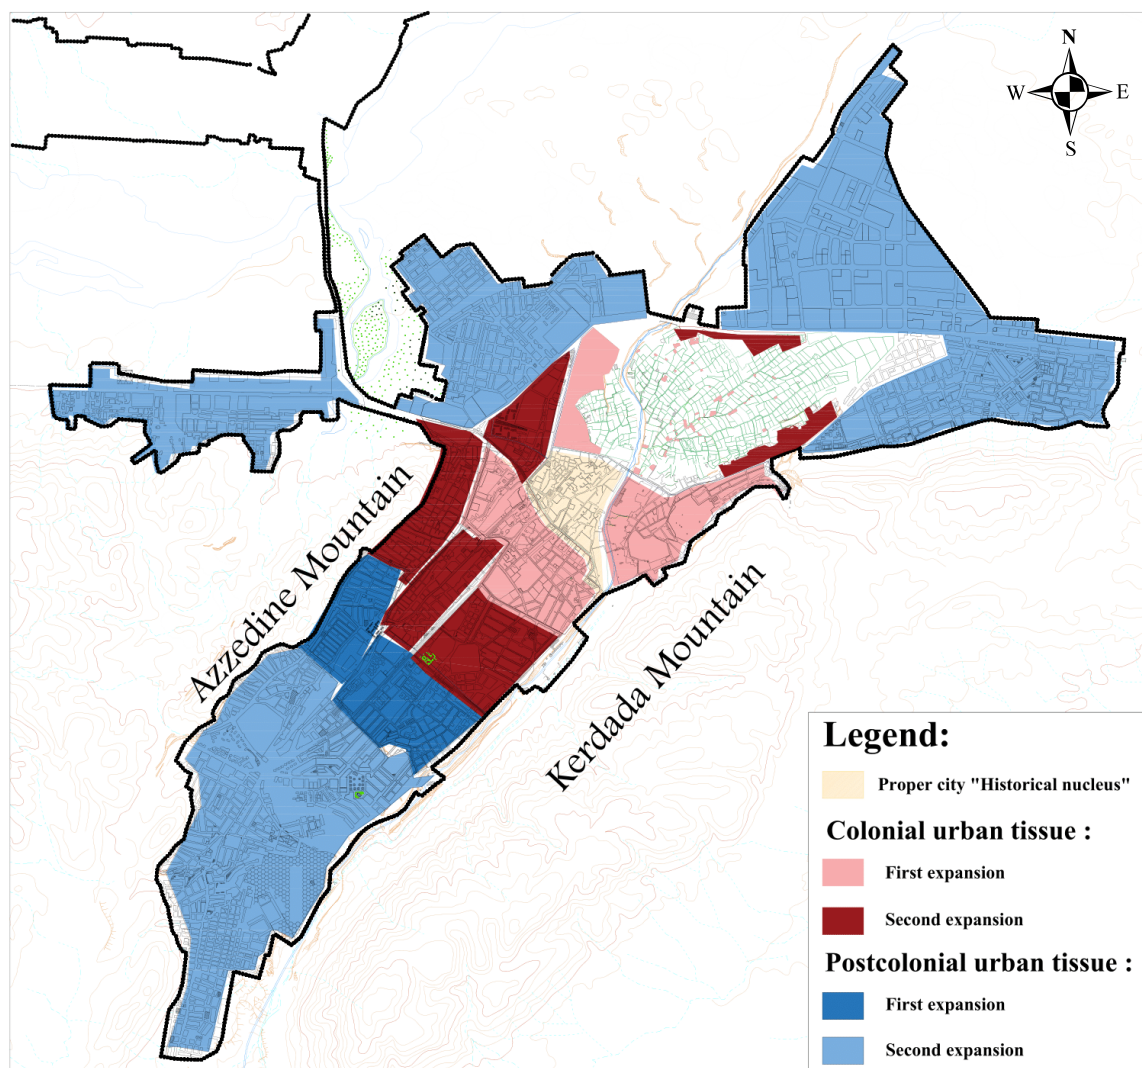 N
W
E
S
Azzedine Mountain
Kerdada Mountain
Legend:
Proper city "Historical nucleus"
Colonial urban tissue :
First expansion
Second expansion
Postcolonial urban tissue :
First expansion
Second expansion